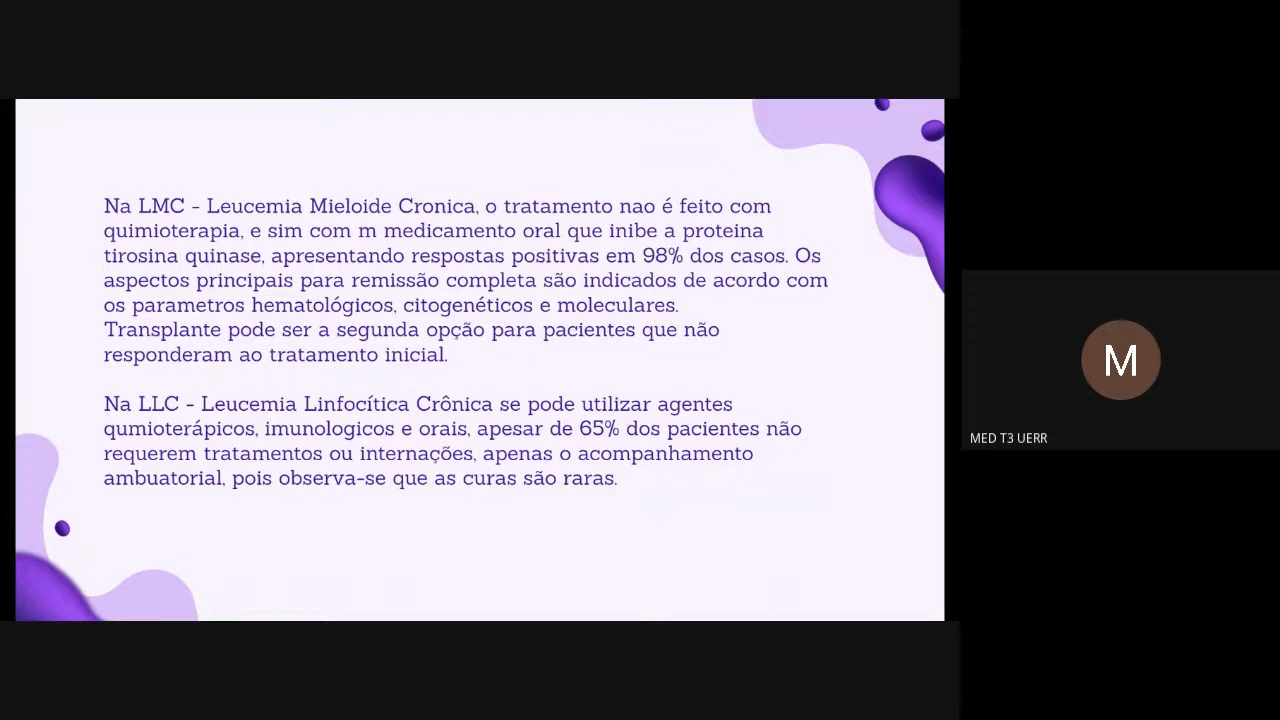 Na LMC - Leucemia Mieloide Cronica, o tratamento nao é feito com
quimioterapia, e sim com m medicamento oral que inibe a proteina
tirosina quinase, apresentando respostas positivas em 98% dos casos. Os
aspectos principais para remissão completa são indicados de acordo com
os parametros hematológicos, citogenéticos e moleculares.
Transplante pode ser a segunda opção para pacientes que não
responderam ao tratamento inicial.
Na LLC - Leucemia Linfocítica Crônica se pode utilizar agentes
qumioterápicos, imunologicos e orais, apesar de 65% dos pacientes não
requerem tratamentos ou internações, apenas o acompanhamento
ambuatorial, pois observa-se que as curas são raras.
M
MED T3 UERR